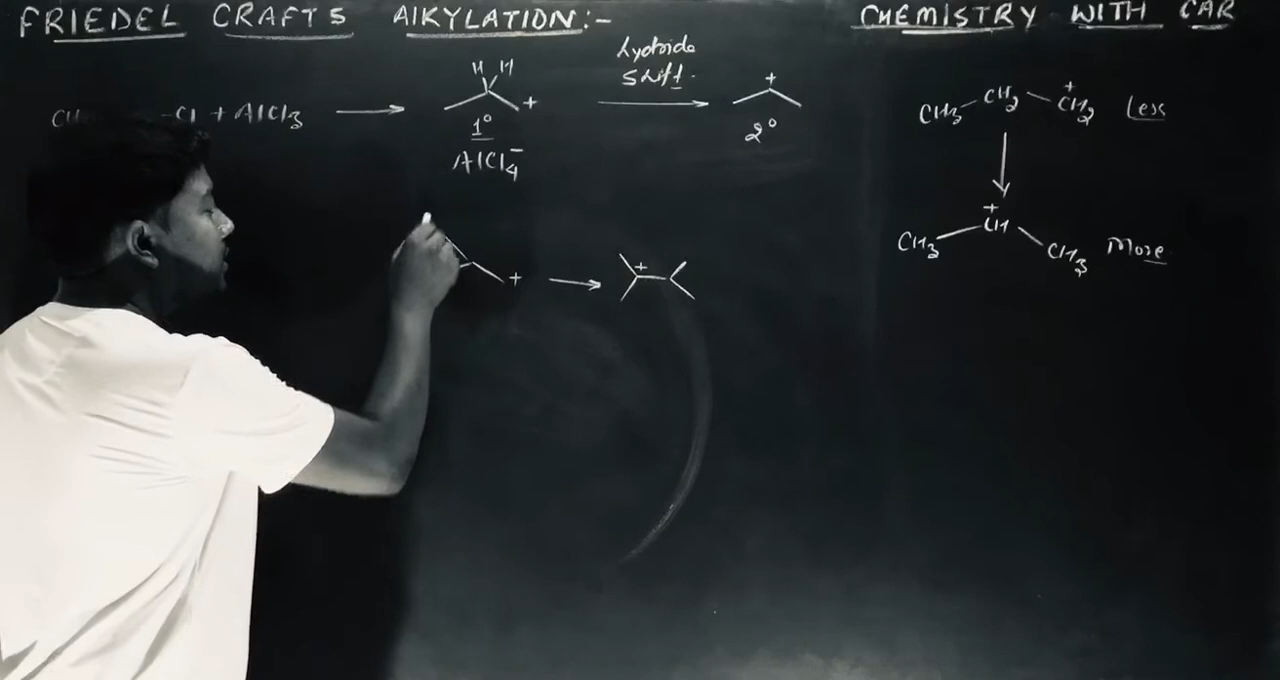 FRIEDEL CRAFTS AlKYLATION:-
CHEMISTRY WITH CAR
-Cl + AlCl3 ⟶
H H
+
1°
AlCl4⁻
hydride
shift.
+
2°
CH3-CH2-C⁺H2 Less
+
CH3 CH CH3 More
+ ⟶ +